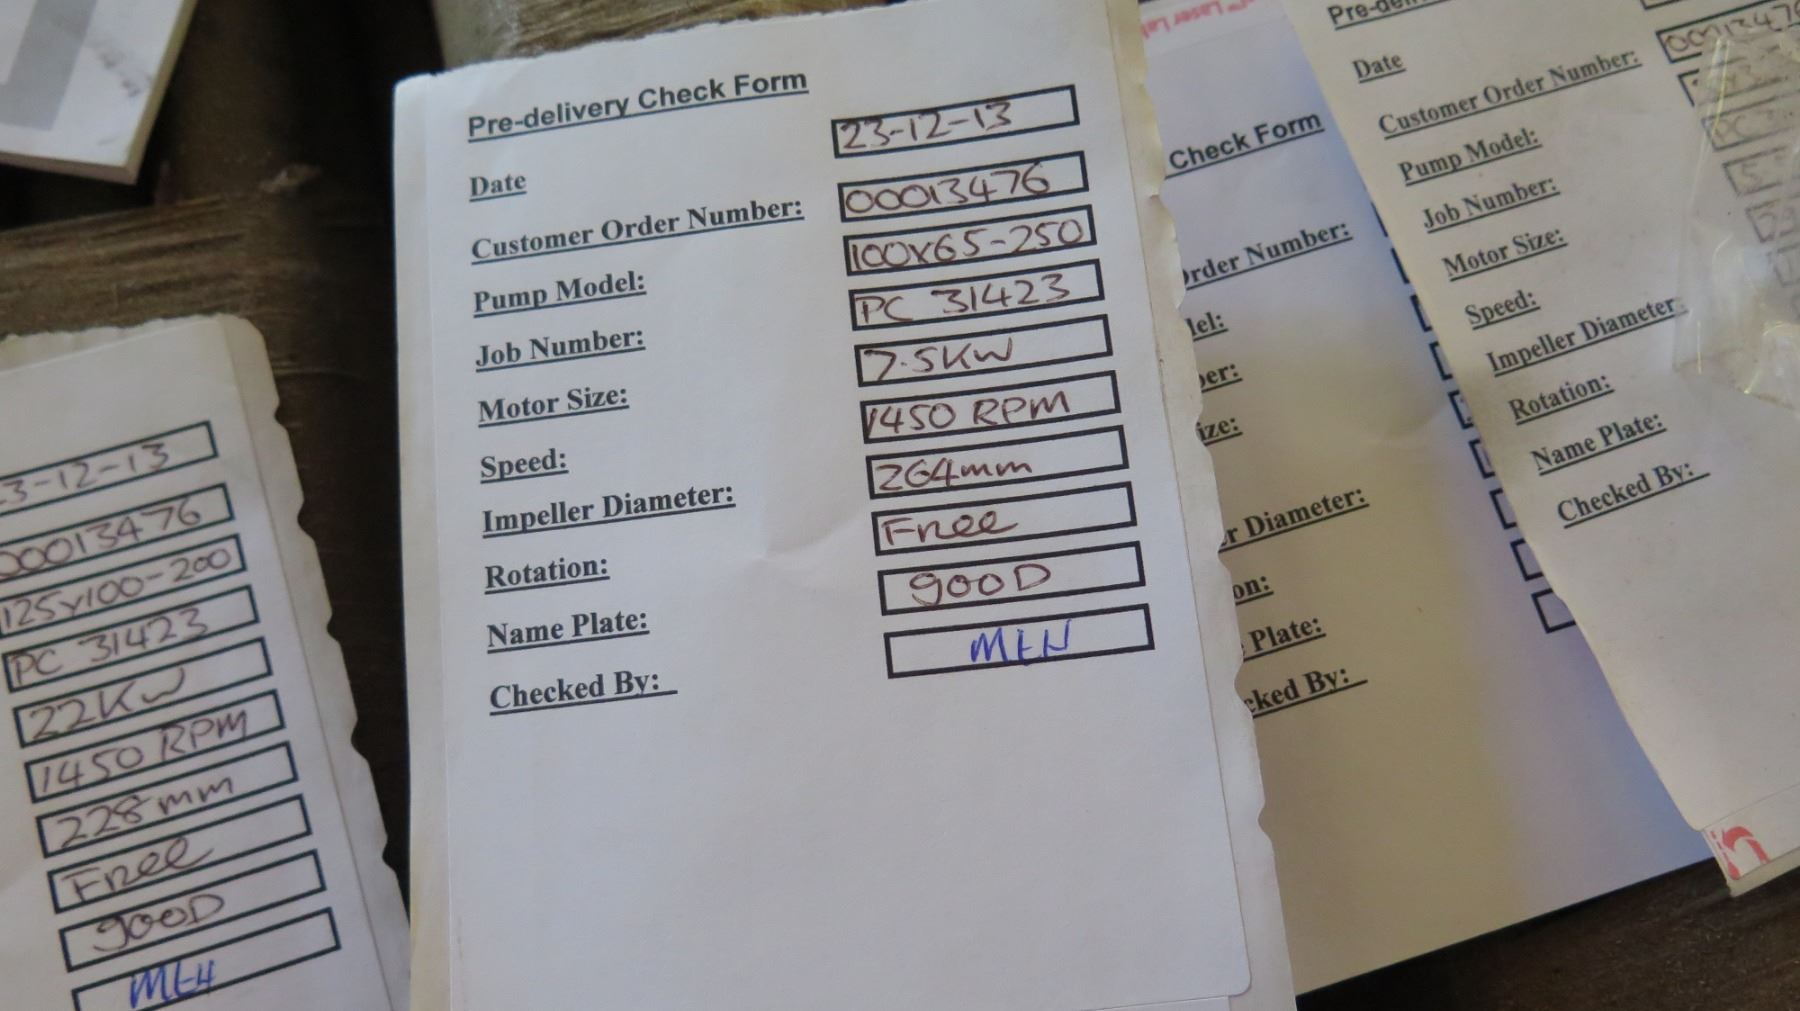 Pre-delivery Check Form
Date 23-12-13
Customer Order Number: 00013476
Pump Model: 100x65-250
Job Number: PC 31423
Motor Size: 7.5KW
Speed: 1450 RPM
Impeller Diameter: 264mm
Rotation: Free
Name Plate: gooD
Checked By:
3-12-13
00013476
125x100-200
PC 31423
22KW
1450 RPM
228mm
Free
gooD
Check Form
Order Number:
Diameter:
Plate:
By:
Date
Customer Order Number: 0001347
Pump Model:
Job Number:
Motor Size:
Speed:
Impeller Diameter:
Rotation:
Name Plate:
Checked By: